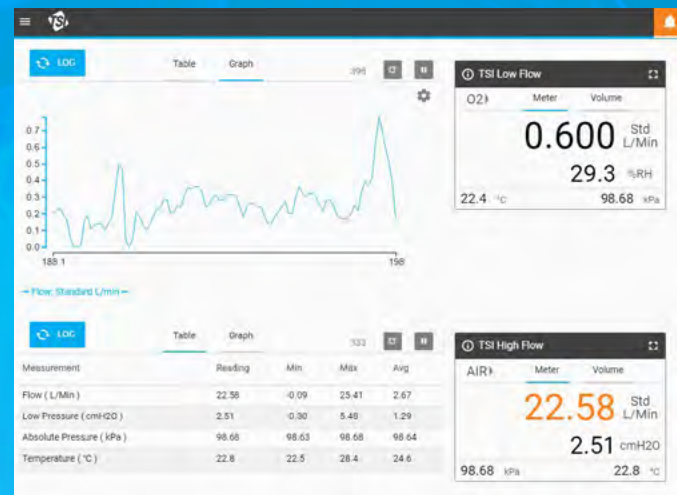 TSI
LOG Table Graph 396
0.7
0.6
0.5
0.4
0.3
0.2
0.1
0.0
188.1 198
Flow: Standard L/min
TSI Low Flow
O2 Meter Volume
0.600 Std L/Min
29.3 %RH
22.4 °C 98.68 kPa
LOG Table Graph 533
Measurement Reading Min Max Avg
Flow ( L/Min ) 22.58 -0.09 25.41 2.67
Low Pressure ( cmH2O ) 2.51 -0.30 5.46 1.29
Absolute Pressure ( kPa ) 98.68 98.63 98.68 98.64
Temperature ( °C ) 22.8 22.5 28.4 24.6
TSI High Flow
AIR Meter Volume
22.58 Std L/Min
2.51 cmH2O
98.68 kPa 22.8 °C